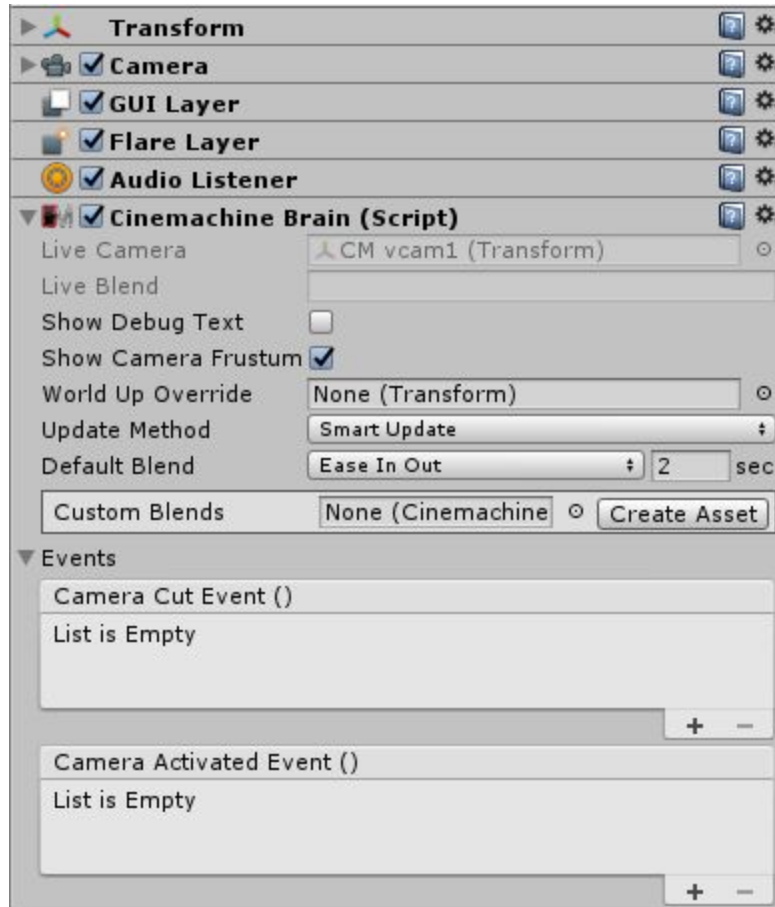 Transform
Camera
GUI Layer
Flare Layer
Audio Listener
Cinemachine Brain (Script)
Live Camera CM vcam1 (Transform)
Live Blend
Show Debug Text
Show Camera Frustum
World Up Override None (Transform)
Update Method Smart Update
Default Blend Ease In Out 2 sec
Custom Blends None (Cinemachine Create Asset
Events
Camera Cut Event ()
List is Empty
+ −
Camera Activated Event ()
List is Empty
+ −